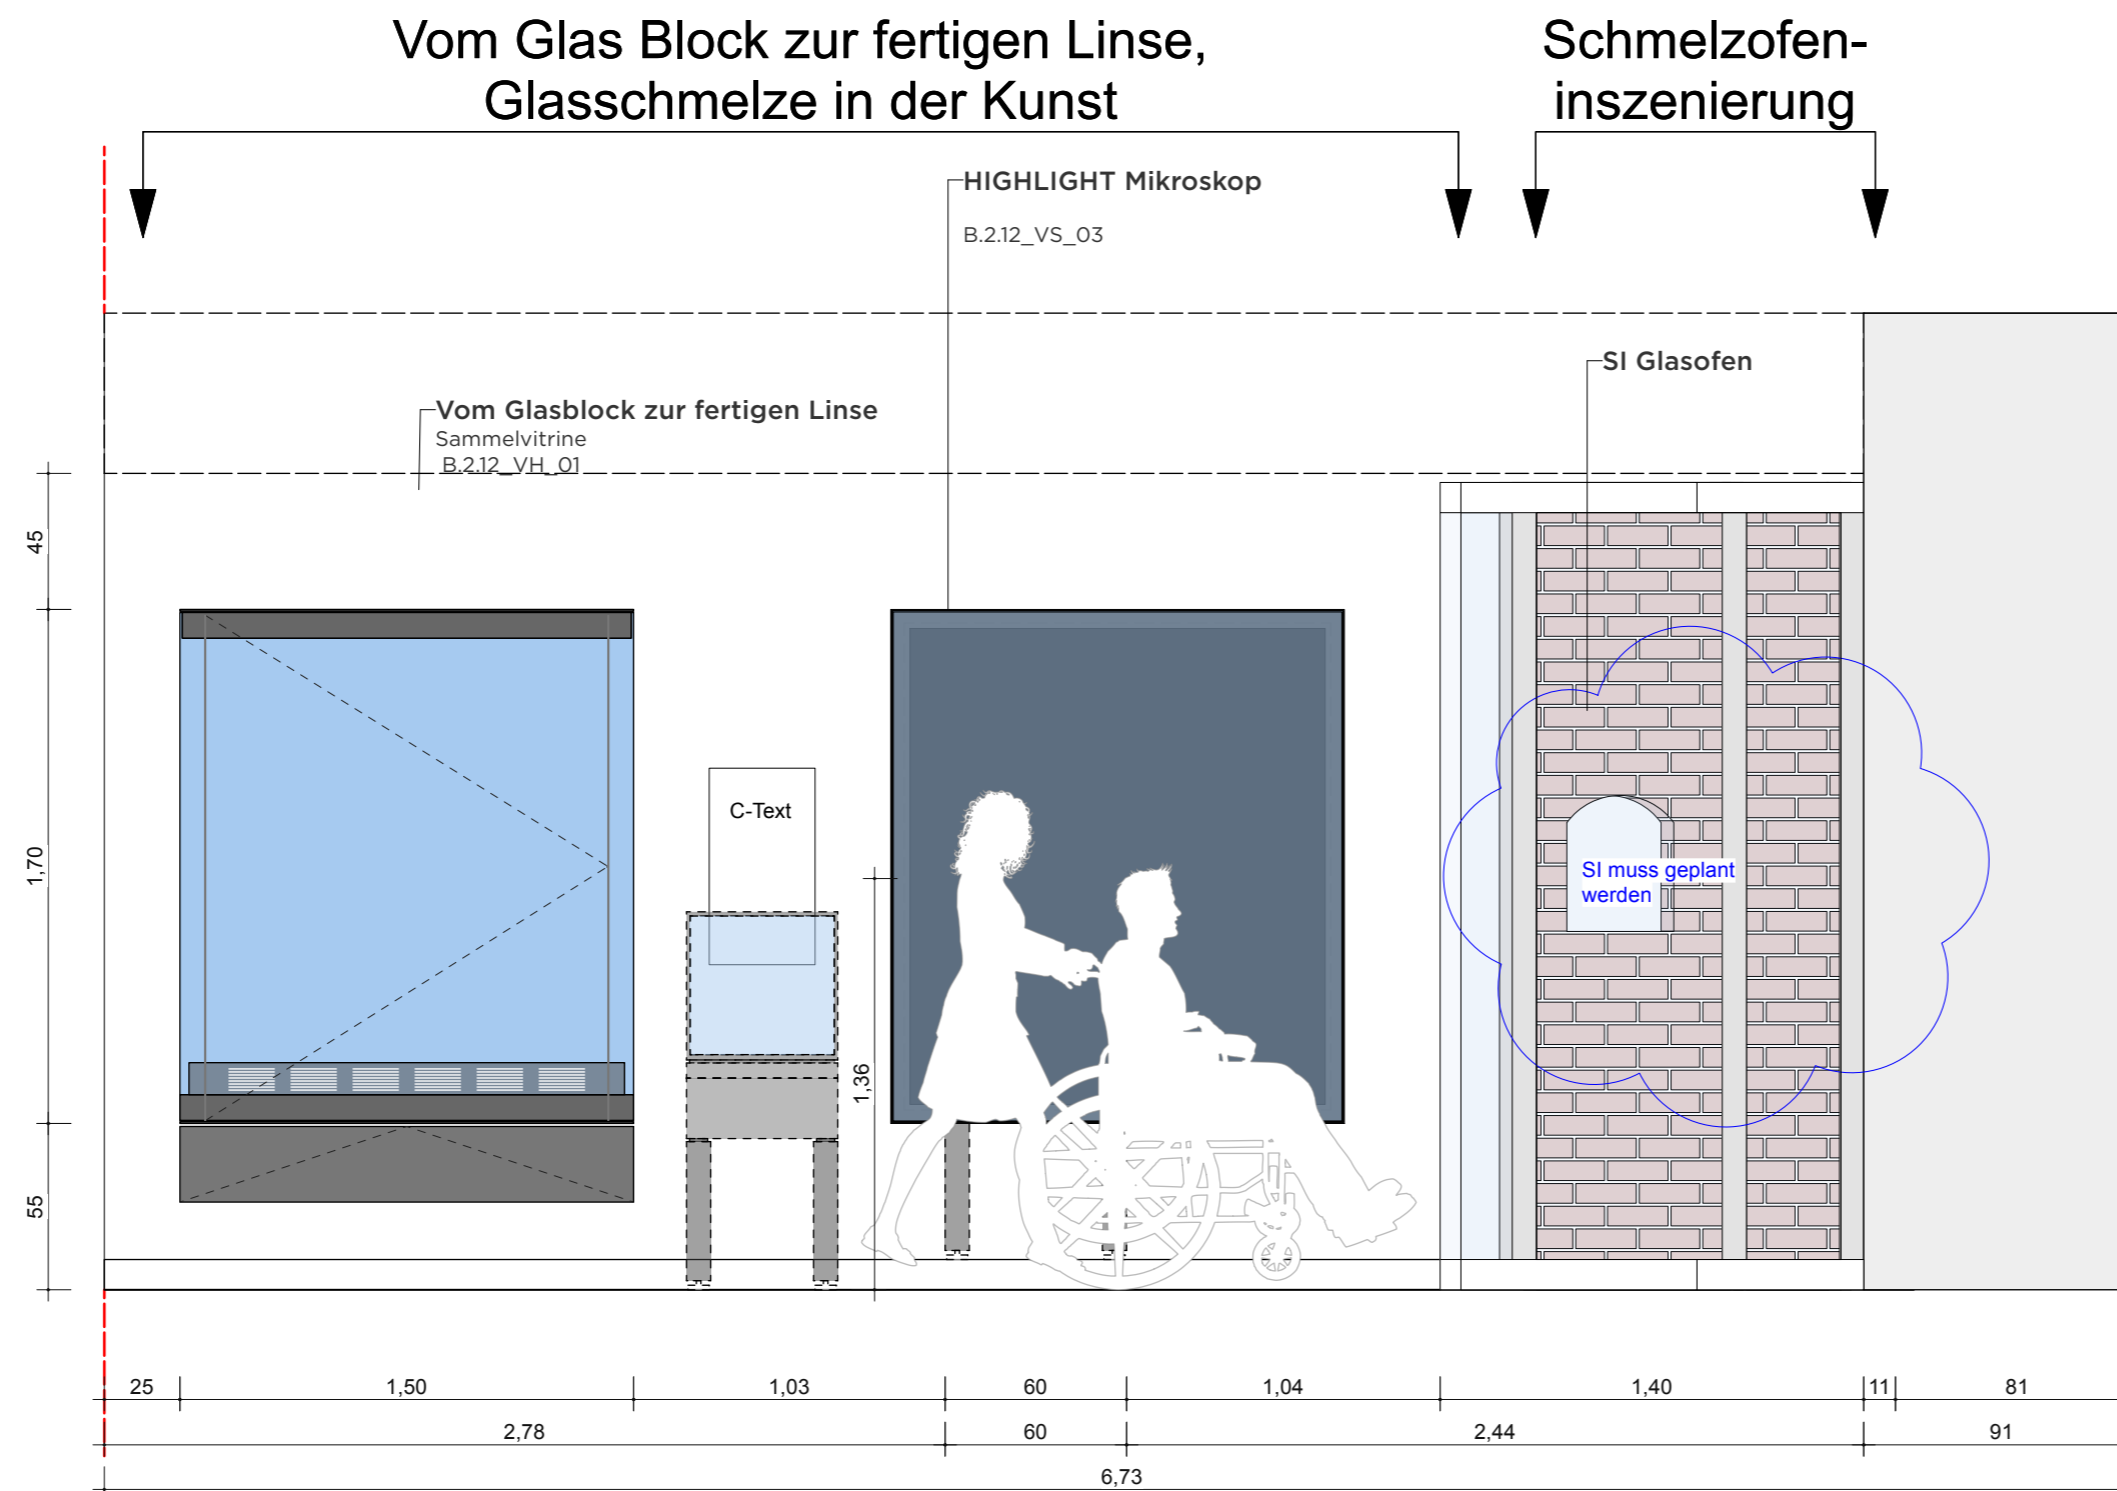 Vom Glas Block zur fertigen Linse,
Glasschmelze in der Kunst
Schmelzofen-
inszenierung
HIGHLIGHT Mikroskop
B.2.12_VS_03
SI Glasofen
Vom Glasblock zur fertigen Linse
Sammelvitrine
B.2.12_VH_01
45
1,70
55
C-Text
1,36
SI muss geplant
werden
25 1,50 1,03 60 1,04 1,40 11 81
2,78 60 2,44 91
6,73